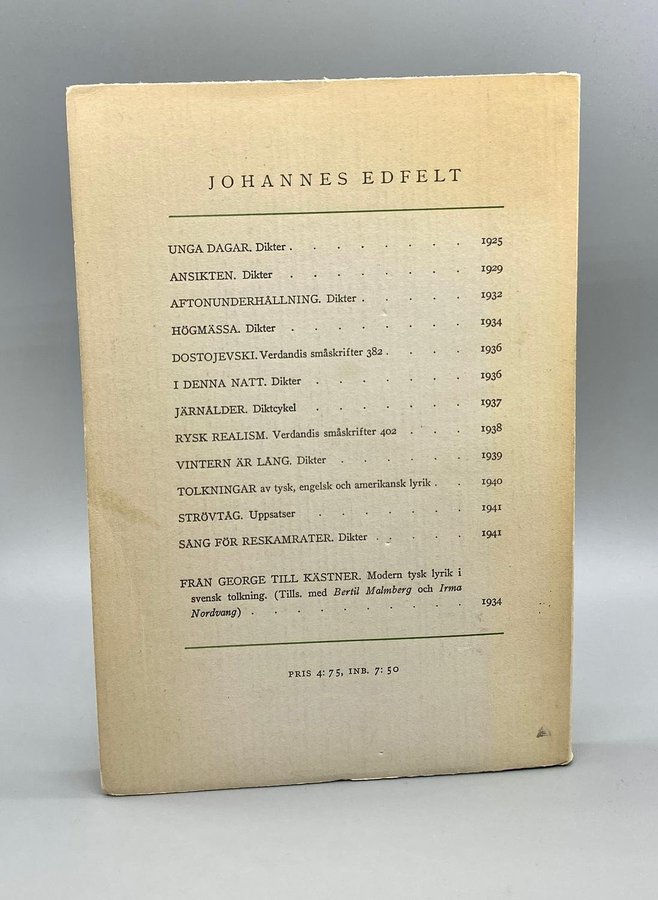 JOHANNES EDFELT
UNGA DAGAR. Dikter . . . . . . . . 1925
ANSIKTEN. Dikter . . . . . . . . 1929
AFTONUNDERHÅLLNING. Dikter . . . . . 1932
HÖGMÄSSA. Dikter . . . . . . . . 1934
DOSTOJEVSKI. Verdandis småskrifter 382 . . . . 1936
I DENNA NATT. Dikter . . . . . . . 1936
JÄRNÅLDER. Diktcykel . . . . . . . 1937
RYSK REALISM. Verdandis småskrifter 402 . . . 1938
VINTERN ÄR LÅNG. Dikter . . . . . . 1939
TOLKNINGAR av tysk, engelsk och amerikansk lyrik . . 1940
STRÖVTÅG. Uppsatser . . . . . . . 1941
SÅNG FÖR RESKAMRATER. Dikter . . . . . 1941
FRÅN GEORGE TILL KÄSTNER. Modern tysk lyrik i
svensk tolkning. (Tills. med Bertil Malmberg och Irma
Nordvang) . . . . . . . . . . 1934
PRIS 4:75, INB. 7:50